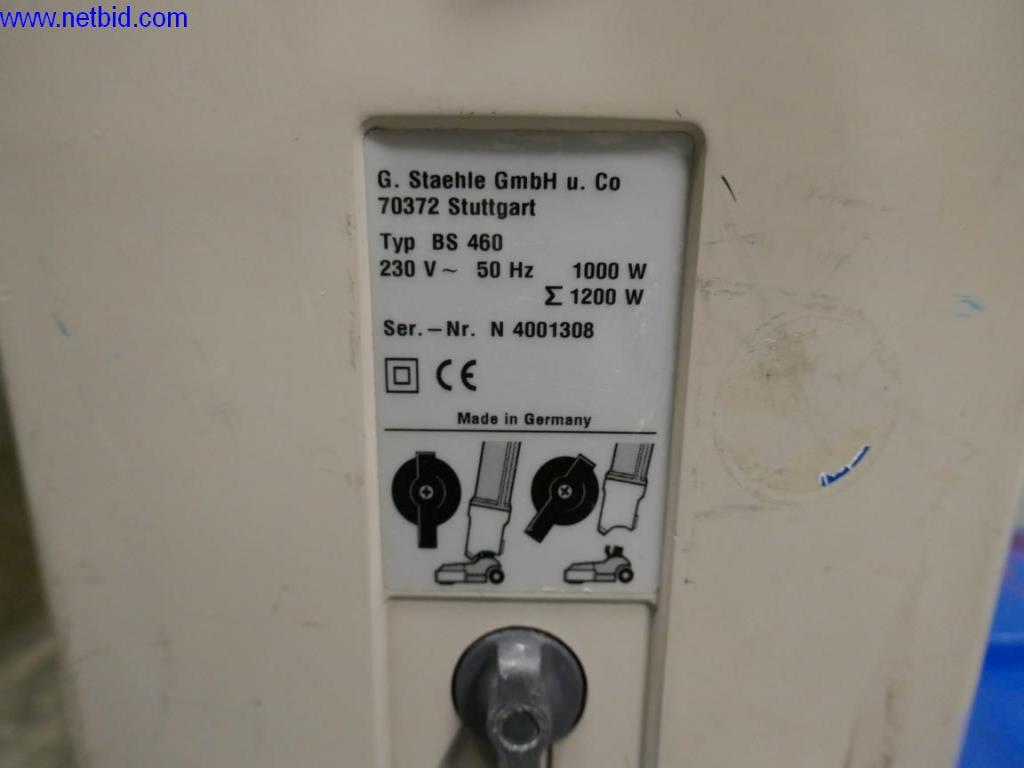 www.netbid.com
G. Staehle GmbH u. Co
70372 Stuttgart
Typ BS 460
230 V ~ 50 Hz 1000 W
Σ 1200 W
Ser.-Nr. N 4001308
CE
Made in Germany